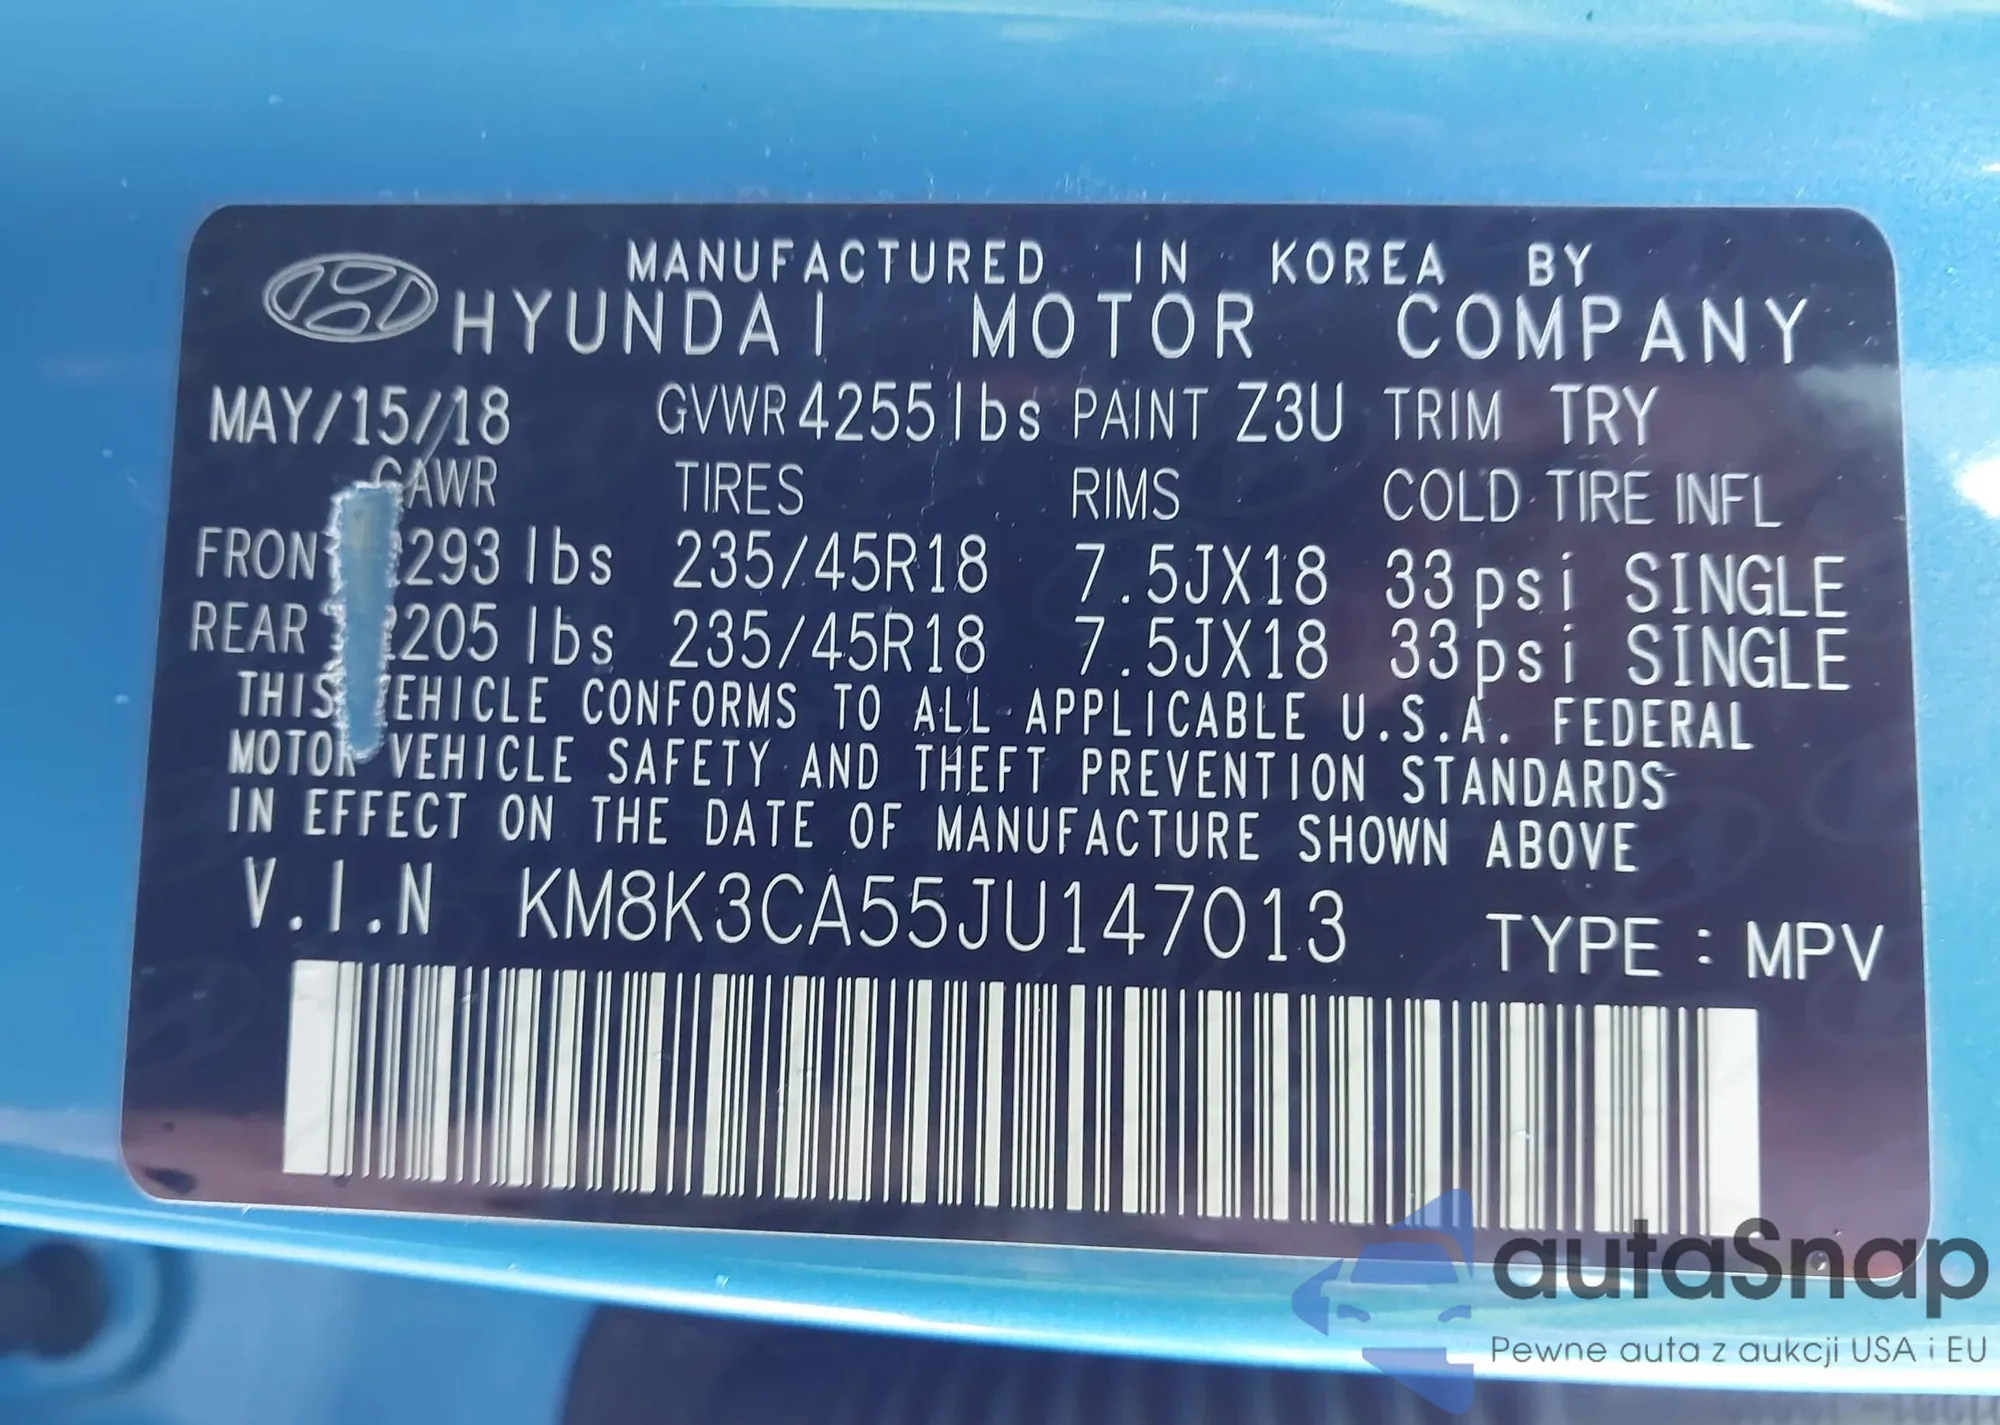 MANUFACTURED IN KOREA BY
HYUNDAI MOTOR COMPANY
MAY/15/18 GVWR 4255lbs PAINT Z3U TRIM TRY
GAWR TIRES RIMS COLD TIRE INFL
FRONT 2293 lbs 235/45R18 7.5JX18 33psi SINGLE
REAR 2205 lbs 235/45R18 7.5JX18 33psi SINGLE
THIS VEHICLE CONFORMS TO ALL APPLICABLE U.S.A. FEDERAL
MOTOR VEHICLE SAFETY AND THEFT PREVENTION STANDARDS
IN EFFECT ON THE DATE OF MANUFACTURE SHOWN ABOVE
V.I.N KM8K3CA55JU147013 TYPE : MPV
autaSnap
Pewne auta z aukcji USA i EU